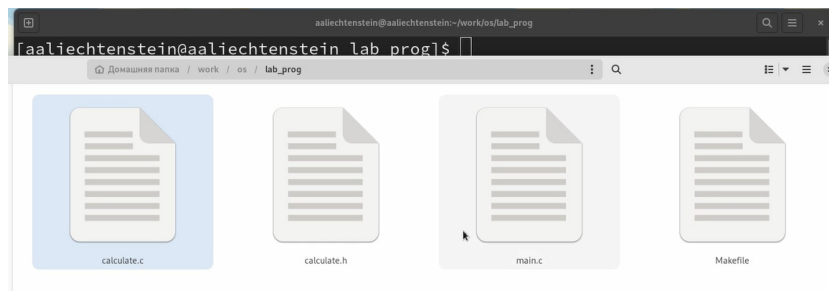 aaliechtenstein@aaliechtenstein:~/work/os/lab_prog
[aaliechtenstein@aaliechtenstein lab_prog]$
Домашняя папка / work / os / lab_prog
calculate.c calculate.h main.c Makefile